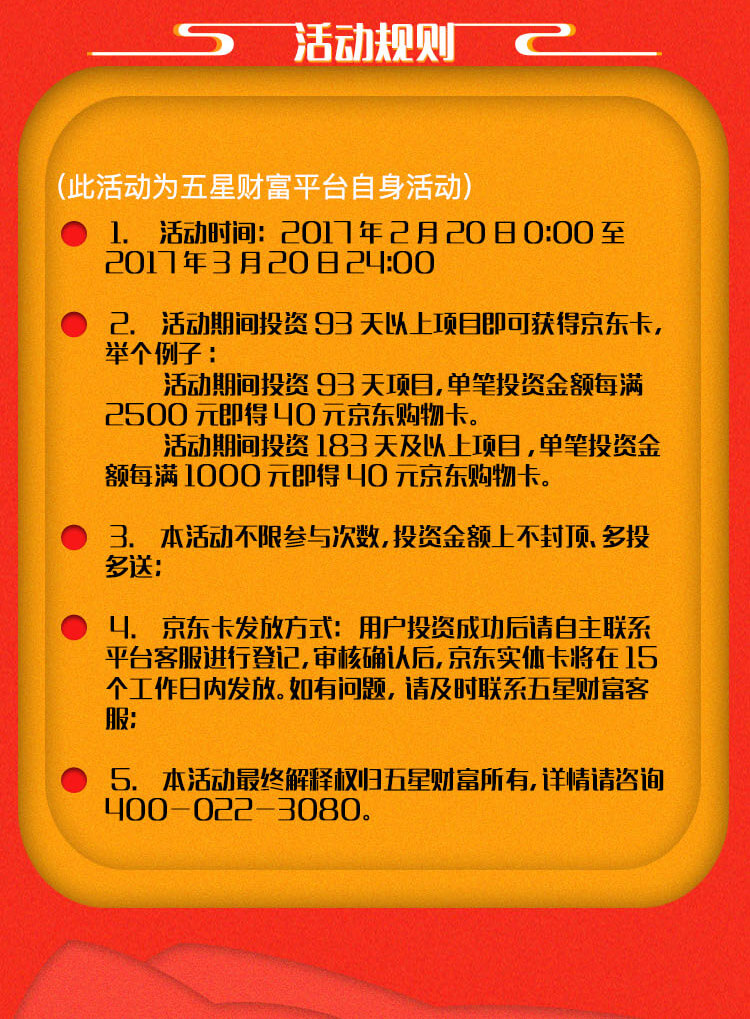 活动规则
(此活动为五星财富平台自身活动)
1. 活动时间：2017年2月20日0:00至
2017年3月20日24:00
2. 活动期间投资93天以上项目即可获得京东卡，
举个例子：
活动期间投资93天项目，单笔投资金额每满
2500元即得40元京东购物卡。
活动期间投资183天及以上项目，单笔投资金
额每满1000元即得40元京东购物卡。
3. 本活动不限参与次数，投资金额上不封顶、多投
多送；
4. 京东卡发放方式：用户投资成功后请自主联系
平台客服进行登记，审核确认后，京东实体卡将在15
个工作日内发放。如有问题，请及时联系五星财富客
服；
5. 本活动最终解释权归五星财富所有，详情请咨询
400-022-3080。